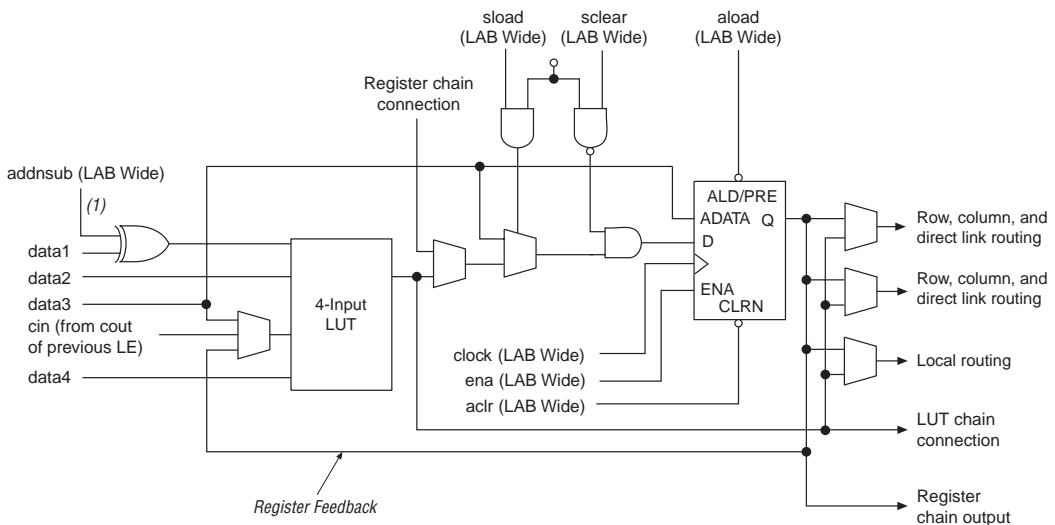 sload
(LAB Wide)
sclear
(LAB Wide)
aload
(LAB Wide)
Register chain
connection
addnsub (LAB Wide)
(1)
data1
data2
data3
cin (from cout
of previous LE)
data4
4-Input
LUT
ALD/PRE
ADATA Q
D
ENA
CLRN
clock (LAB Wide)
ena (LAB Wide)
aclr (LAB Wide)
Row, column, and
direct link routing
Row, column, and
direct link routing
Local routing
LUT chain
connection
Register
chain output
Register Feedback